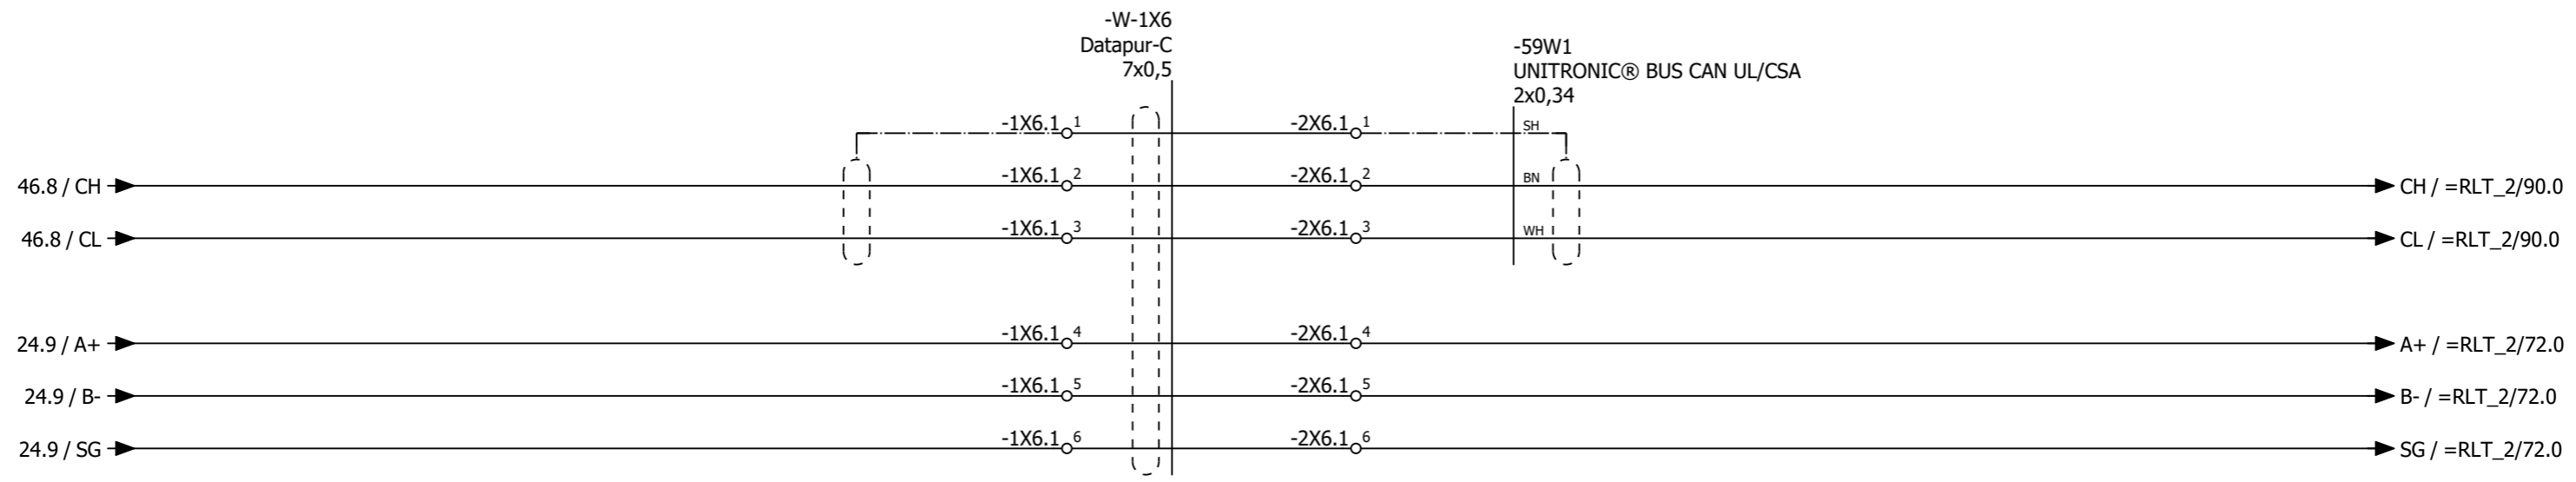 -W-1X6
Datapur-C
7x0,5
-59W1
UNITRONIC® BUS CAN UL/CSA
2x0,34
-1X6.1 1 -2X6.1 1 SH
46.8 / CH -1X6.1 2 -2X6.1 2 BN CH / =RLT_2/90.0
46.8 / CL -1X6.1 3 -2X6.1 3 WH CL / =RLT_2/90.0
24.9 / A+ -1X6.1 4 -2X6.1 4 A+ / =RLT_2/72.0
24.9 / B- -1X6.1 5 -2X6.1 5 B- / =RLT_2/72.0
24.9 / SG -1X6.1 6 -2X6.1 6 SG / =RLT_2/72.0